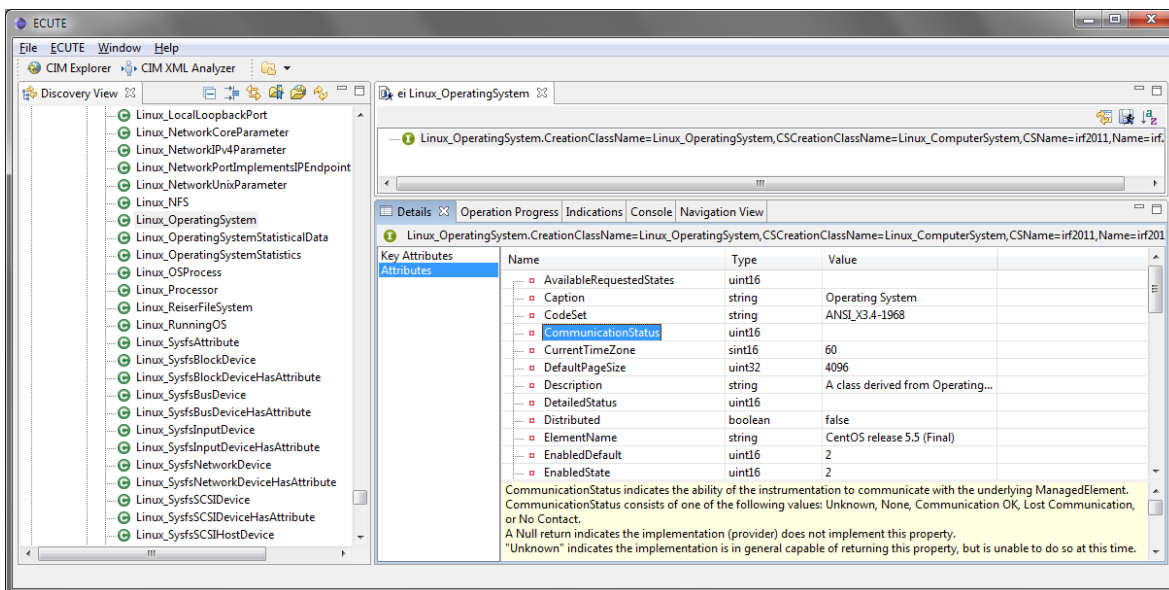 ECUTE
File ECUTE Window Help
CIM Explorer CIM XML Analyzer
Discovery View
Linux_LocalLoopbackPort
Linux_NetworkCoreParameter
Linux_NetworkIPv4Parameter
Linux_NetworkPortImplementsIPEndpoint
Linux_NetworkUnixParameter
Linux_NFS
Linux_OperatingSystem
Linux_OperatingSystemStatisticalData
Linux_OperatingSystemStatistics
Linux_OSProcess
Linux_Processor
Linux_ReiserFileSystem
Linux_RunningOS
Linux_SysfsAttribute
Linux_SysfsBlockDevice
Linux_SysfsBlockDeviceHasAttribute
Linux_SysfsBusDevice
Linux_SysfsBusDeviceHasAttribute
Linux_SysfsInputDevice
Linux_SysfsInputDeviceHasAttribute
Linux_SysfsNetworkDevice
Linux_SysfsNetworkDeviceHasAttribute
Linux_SysfsSCSIDevice
Linux_SysfsSCSIDeviceHasAttribute
Linux_SysfsSCSIHostDevice
ei Linux_OperatingSystem
Linux_OperatingSystem.CreationClassName=Linux_OperatingSystem,CSCreationClassName=Linux_ComputerSystem,CSName=irf2011,Name=irf.
Details Operation Progress Indications Console Navigation View
Linux_OperatingSystem.CreationClassName=Linux_OperatingSystem,CSCreationClassName=Linux_ComputerSystem,CSName=irf2011,Name=irf201
Key Attributes
Attributes
Name Type Value
AvailableRequestedStates uint16
Caption string Operating System
CodeSet string ANSI_X3.4-1968
CommunicationStatus uint16
CurrentTimeZone sint16 60
DefaultPageSize uint32 4096
Description string A class derived from Operating...
DetailedStatus uint16
Distributed boolean false
ElementName string CentOS release 5.5 (Final)
EnabledDefault uint16 2
EnabledState uint16 2
CommunicationStatus indicates the ability of the instrumentation to communicate with the underlying ManagedElement.
CommunicationStatus consists of one of the following values: Unknown, None, Communication OK, Lost Communication,
or No Contact.
A Null return indicates the implementation (provider) does not implement this property.
"Unknown" indicates the implementation is in general capable of returning this property, but is unable to do so at this time.